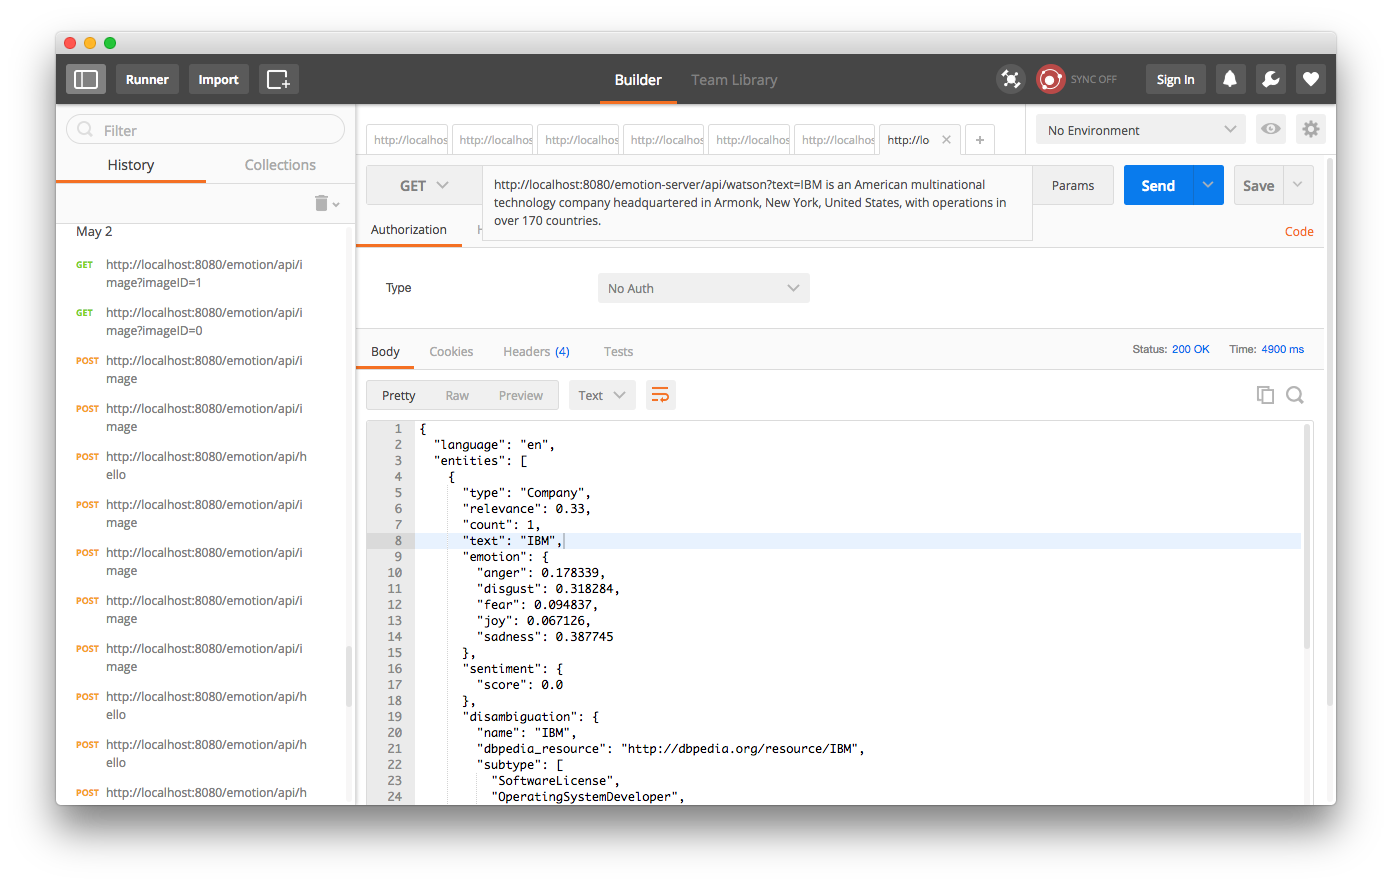 Runner
Import
Builder
Team Library
SYNC OFF
Sign In
Filter
History
Collections
May 2
GET http://localhost:8080/emotion/api/i
mage?imageID=1
GET http://localhost:8080/emotion/api/i
mage?imageID=0
POST http://localhost:8080/emotion/api/i
mage
POST http://localhost:8080/emotion/api/i
mage
POST http://localhost:8080/emotion/api/h
ello
POST http://localhost:8080/emotion/api/i
mage
POST http://localhost:8080/emotion/api/i
mage
POST http://localhost:8080/emotion/api/i
mage
POST http://localhost:8080/emotion/api/i
mage
POST http://localhost:8080/emotion/api/h
ello
POST http://localhost:8080/emotion/api/h
ello
POST http://localhost:8080/emotion/api/h
http://localhos http://localhos http://localhos http://localhos http://localhos http://localhos http://lo
No Environment
GET
http://localhost:8080/emotion-server/api/watson?text=IBM is an American multinational
technology company headquartered in Armonk, New York, United States, with operations in
over 170 countries.
Params
Send
Save
Authorization
Code
Type
No Auth
Body
Cookies
Headers (4)
Tests
Status: 200 OK
Time: 4900 ms
Pretty
Raw
Preview
Text
1 {
2 "language": "en",
3 "entities": [
4 {
5 "type": "Company",
6 "relevance": 0.33,
7 "count": 1,
8 "text": "IBM",
9 "emotion": {
10 "anger": 0.178339,
11 "disgust": 0.318284,
12 "fear": 0.094837,
13 "joy": 0.067126,
14 "sadness": 0.387745
15 },
16 "sentiment": {
17 "score": 0.0
18 },
19 "disambiguation": {
20 "name": "IBM",
21 "dbpedia_resource": "http://dbpedia.org/resource/IBM",
22 "subtype": [
23 "SoftwareLicense",
24 "OperatingSystemDeveloper",